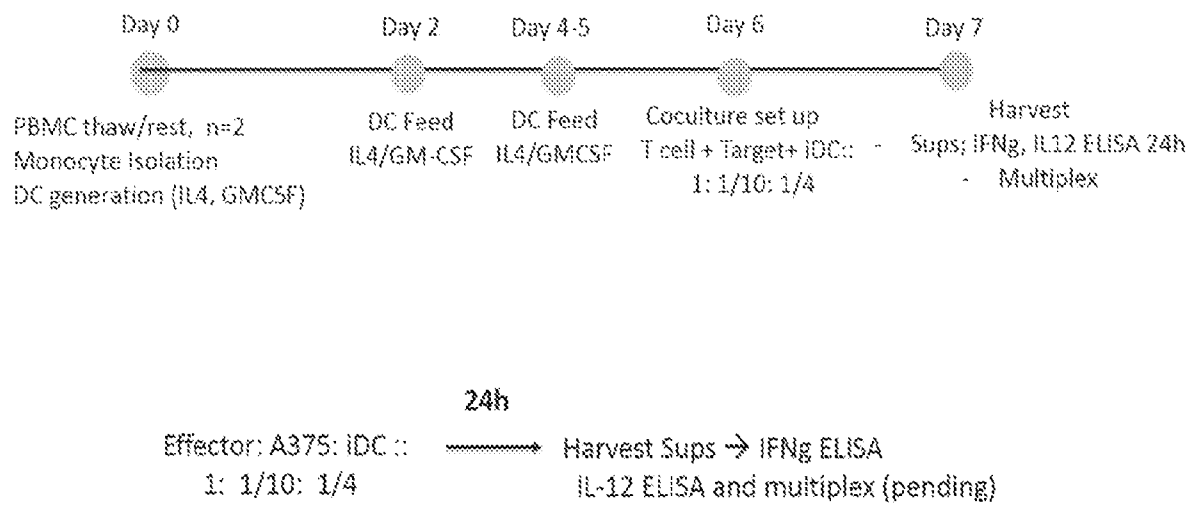 Day 0
Day 2
Day 4-5
Day 6
Day 7
PBMC thaw/rest, n=2
Monocyte Isolation
DC generation (IL4, GMCSF)
DC Feed
IL4/GM-CSF
DC Feed
IL4/GMCSF
Coculture set up
T cell + Target+ iDC::
1: 1/10: 1/4
Harvest
- Sups; IFNg, IL12 ELISA 24h
- Multiplex
24h
Effector: A375: iDC ::
1: 1/10: 1/4
Harvest Sups → IFNg ELISA
IL-12 ELISA and multiplex (pending)